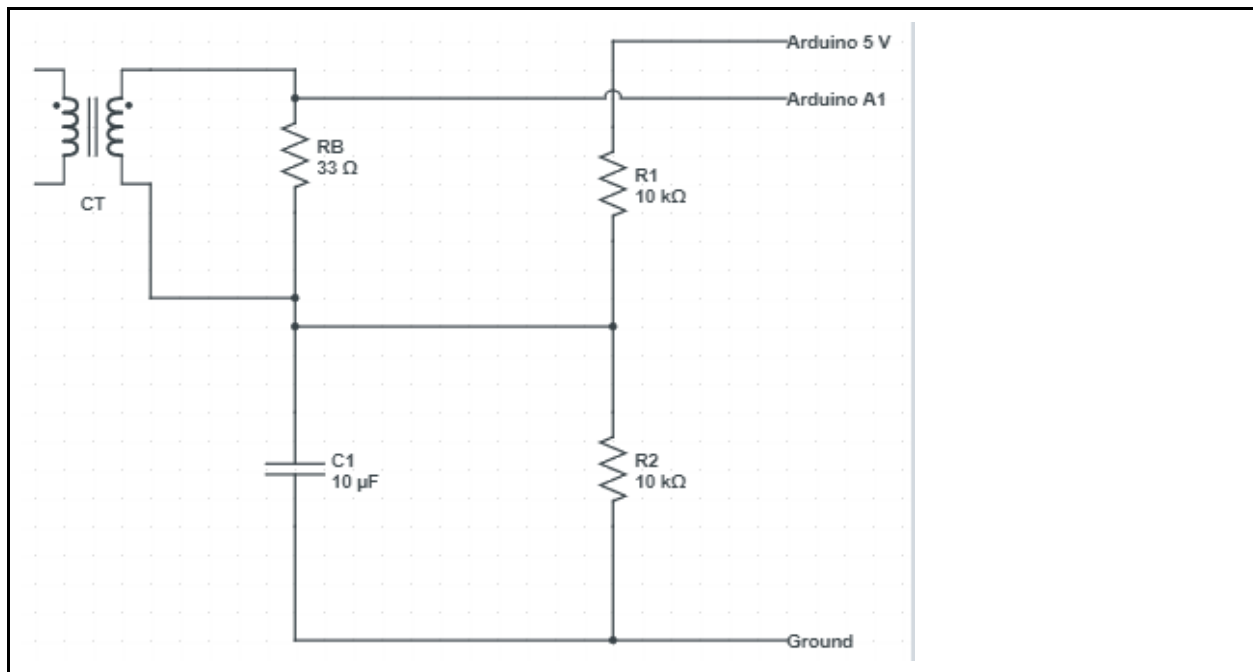 Arduino 5 V
Arduino A1
RB
33 Ω
R1
10 kΩ
CT
C1
10 µF
R2
10 kΩ
Ground